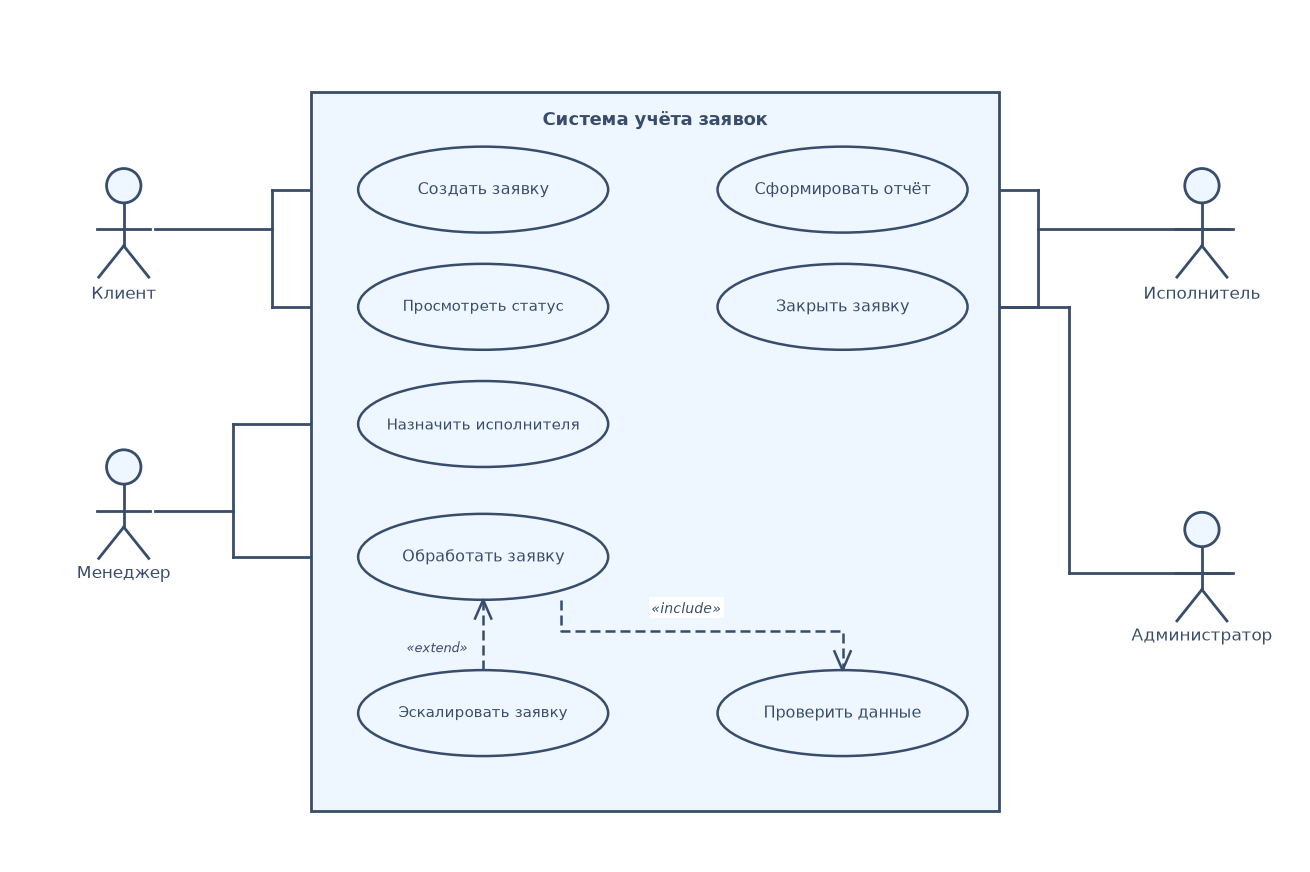 Система учёта заявок
Создать заявку
Сформировать отчёт
Просмотреть статус
Закрыть заявку
Клиент
Исполнитель
Назначить исполнителя
Обработать заявку
Менеджер
«include»
Администратор
«extend»
Эскалировать заявку
Проверить данные